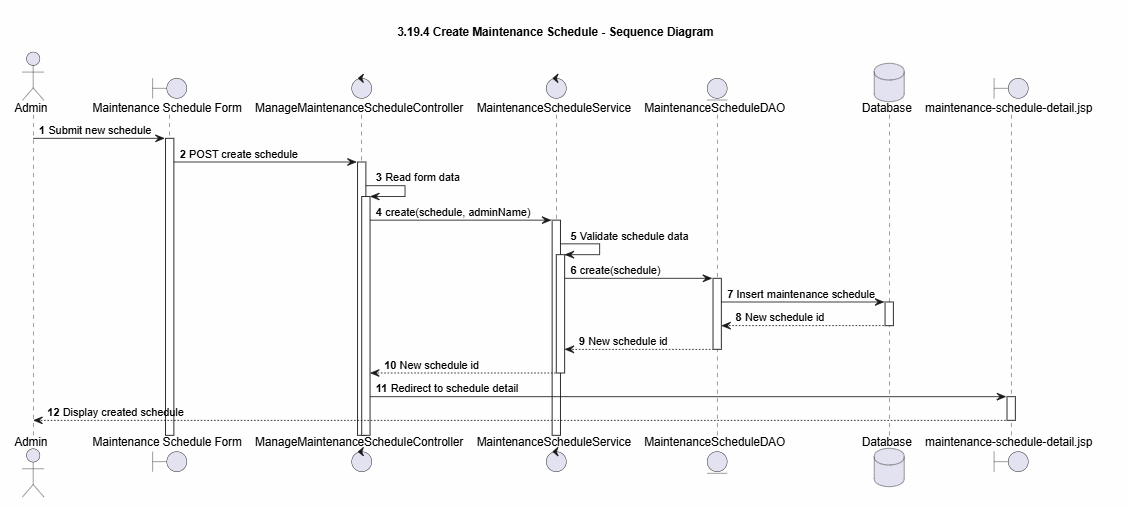 3.19.4 Create Maintenance Schedule - Sequence Diagram
Admin
Maintenance Schedule Form
ManageMaintenanceScheduleController
MaintenanceScheduleService
MaintenanceScheduleDAO
Database
maintenance-schedule-detail.jsp
1 Submit new schedule
2 POST create schedule
3 Read form data
4 create(schedule, adminName)
5 Validate schedule data
6 create(schedule)
7 Insert maintenance schedule
8 New schedule id
9 New schedule id
10 New schedule id
11 Redirect to schedule detail
12 Display created schedule
Admin
Maintenance Schedule Form
ManageMaintenanceScheduleController
MaintenanceScheduleService
MaintenanceScheduleDAO
Database
maintenance-schedule-detail.jsp